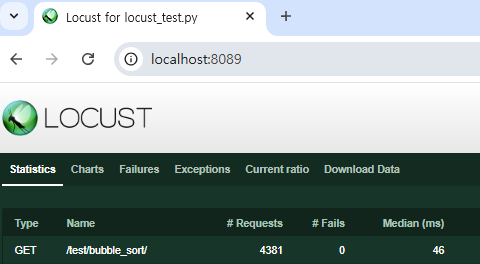 Locust for locust_test.py
localhost:8089
LOCUST
Statistics Charts Failures Exceptions Current ratio Download Data
Type Name # Requests # Fails Median (ms)
GET /test/bubble_sort/ 4381 0 46